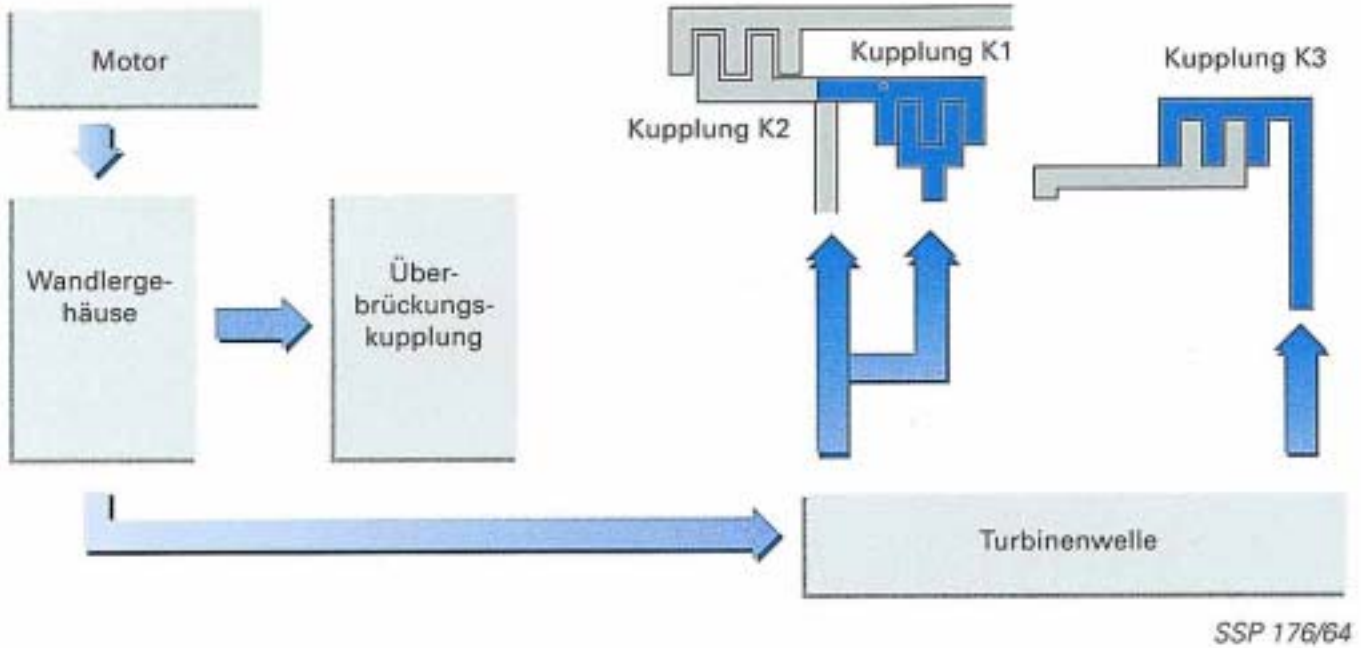 Motor
Kupplung K1
Kupplung K3
Kupplung K2
Wandlerge-
häuse
Über-
brückungs-
kupplung
Turbinenwelle
SSP 176/64